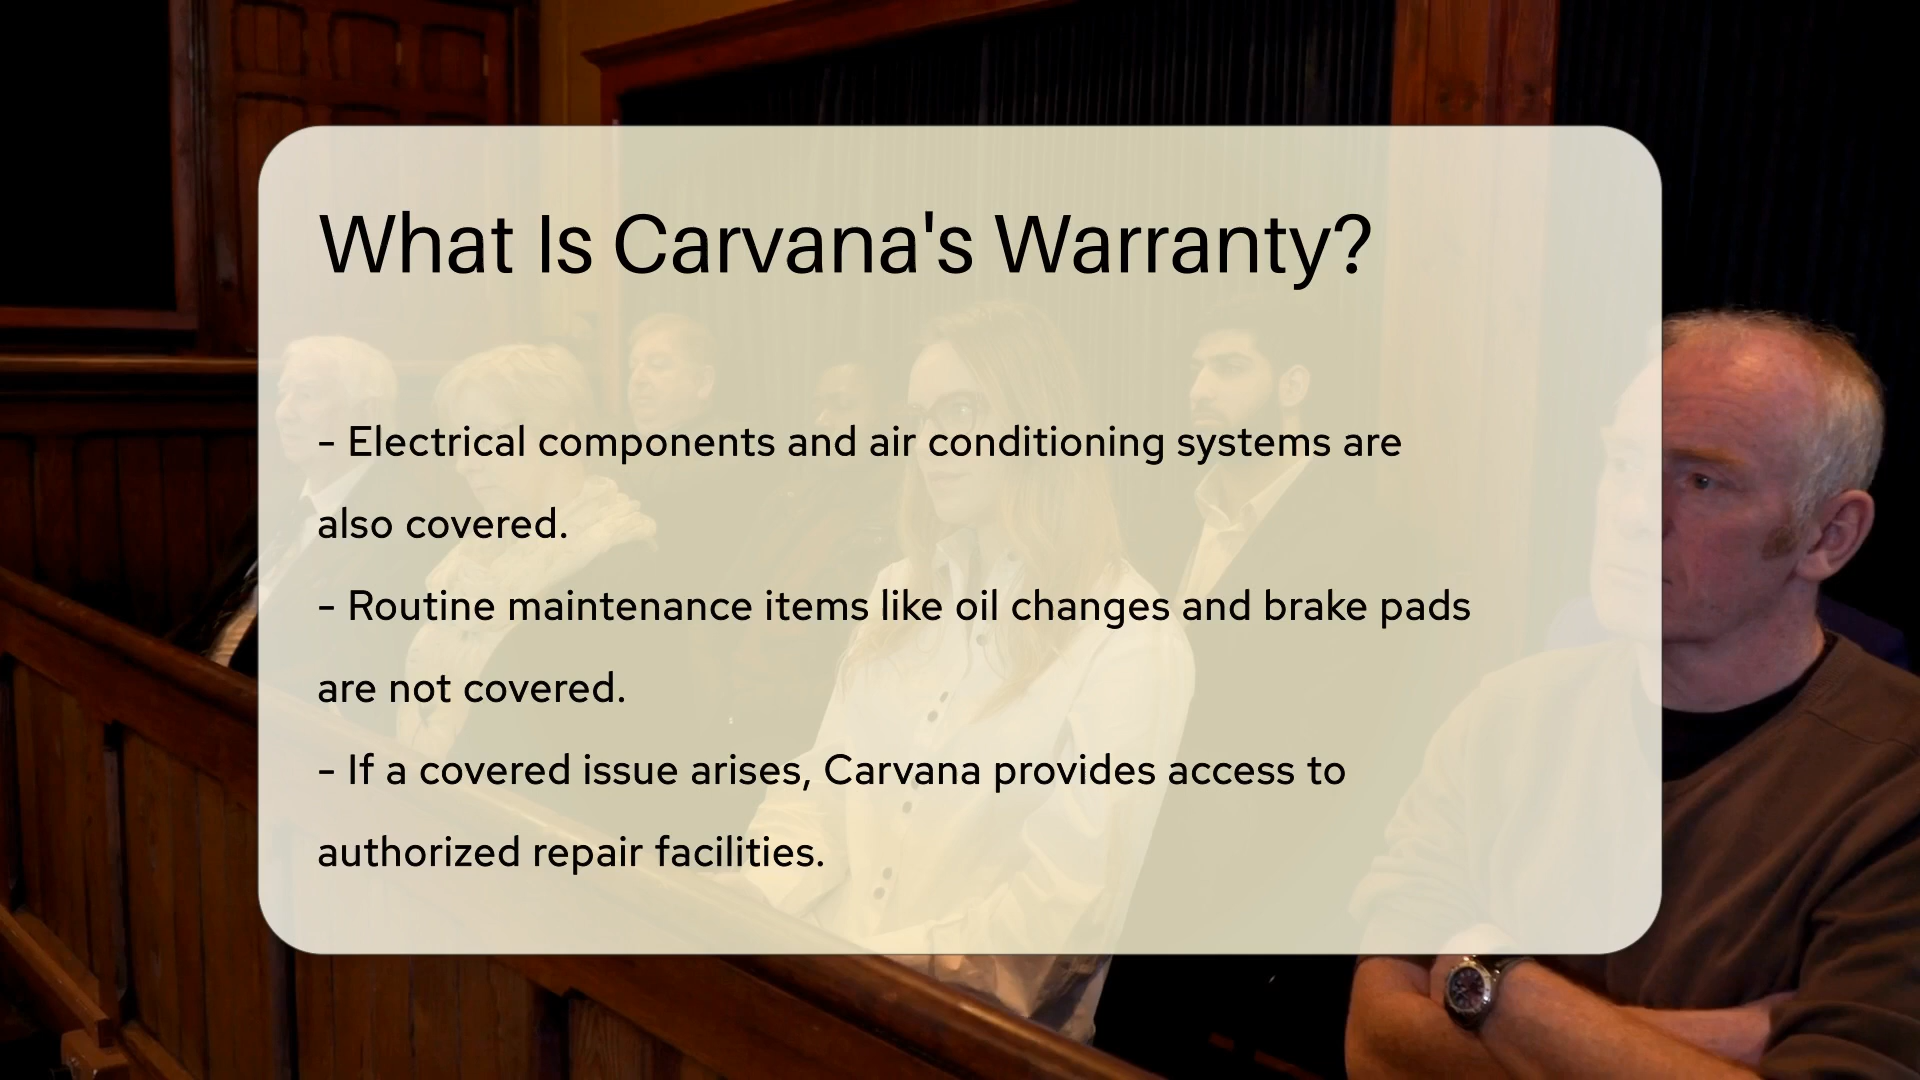 What Is Carvana's Warranty?
- Electrical components and air conditioning systems are
also covered.
- Routine maintenance items like oil changes and brake pads
are not covered.
- If a covered issue arises, Carvana provides access to
authorized repair facilities.